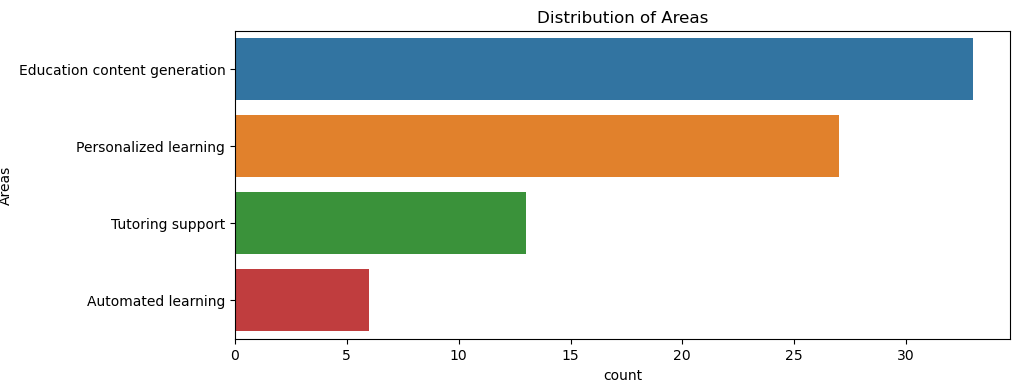 Distribution of Areas
Education content generation
Personalized learning
Tutoring support
Automated learning
Areas
0 5 10 15 20 25 30
count